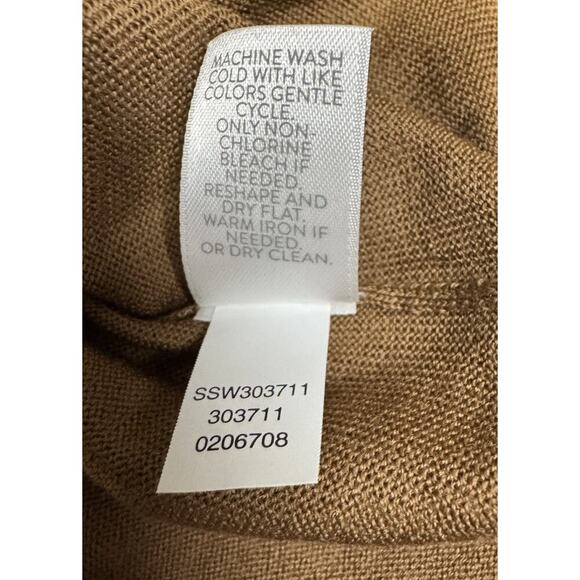 MACHINE WASH
COLD WITH LIKE
COLORS GENTLE
CYCLE.
ONLY NON-
CHLORINE
BLEACH IF
NEEDED.
RESHAPE AND
DRY FLAT.
WARM IRON IF
NEEDED.
OR DRY CLEAN.
SSW303711
303711
0206708